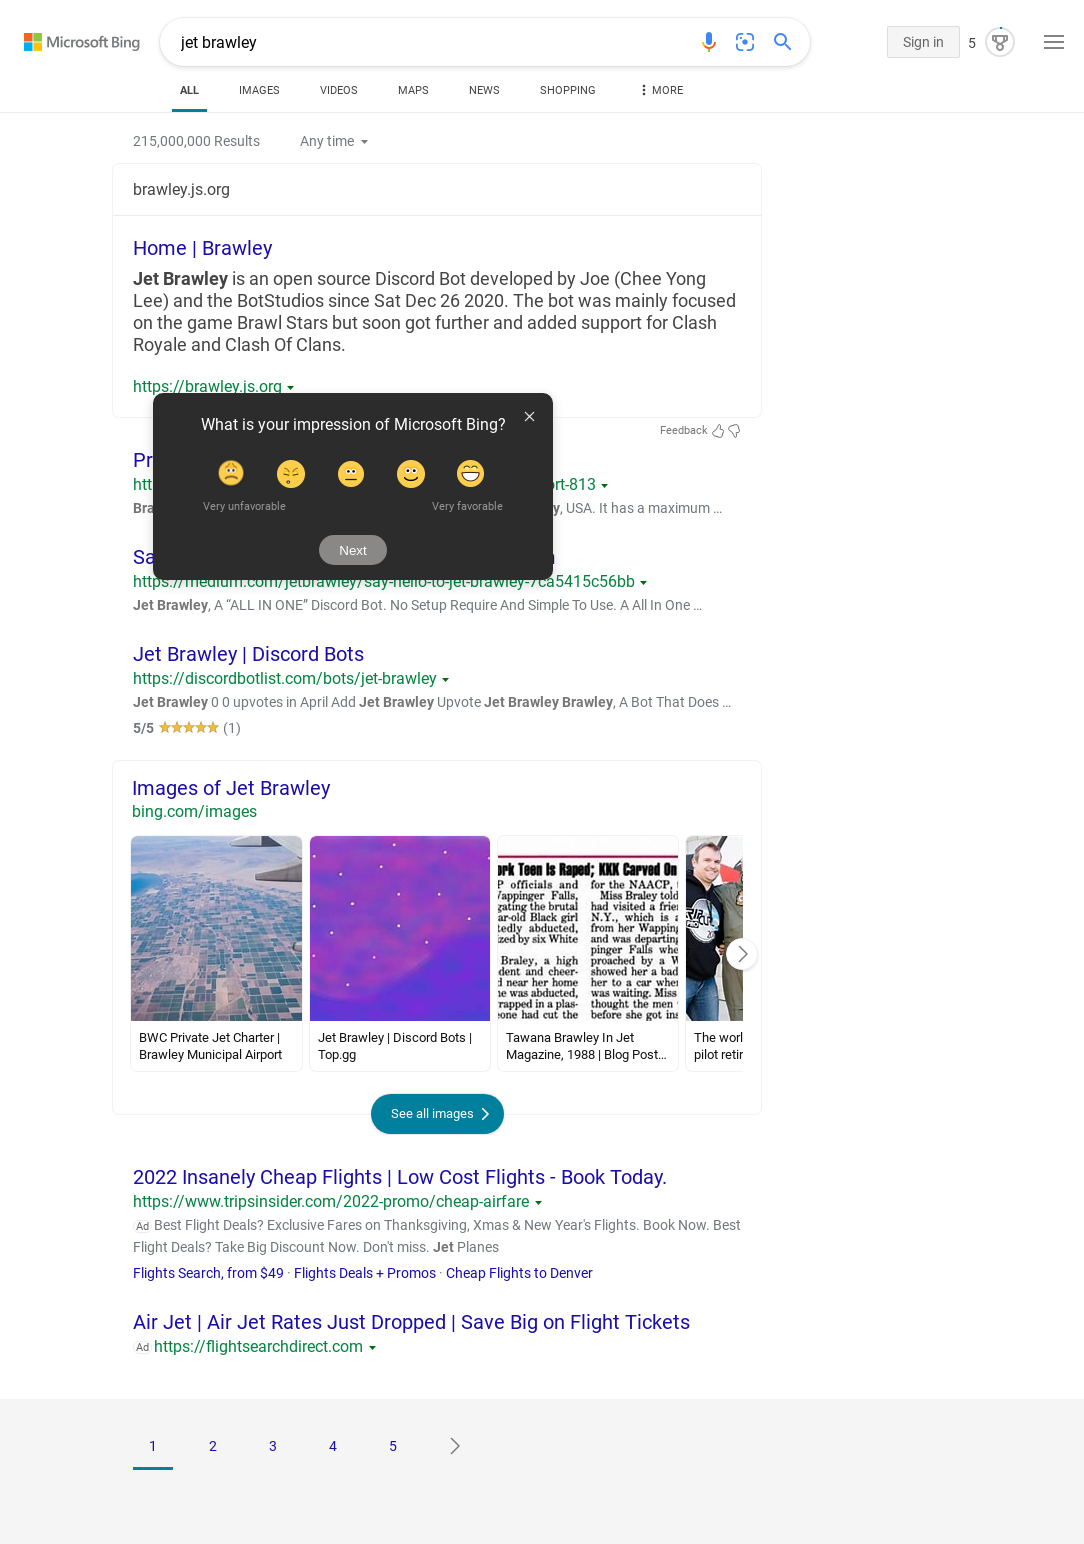 Microsoft Bing
jet brawley
Sign in
5
ALL
IMAGES
VIDEOS
MAPS
NEWS
SHOPPING
MORE
215,000,000 Results
Any time
brawley.js.org
Home | Brawley
Jet Brawley is an open source Discord Bot developed by Joe (Chee Yong
Lee) and the BotStudios since Sat Dec 26 2020. The bot was mainly focused
on the game Brawl Stars but soon got further and added support for Clash
Royale and Clash Of Clans.
https://brawley.js.org
Feedback
What is your impression of Microsoft Bing?
Very unfavorable
Very favorable
Next
Pr
htt
ort-813
Bra
y, USA. It has a maximum ...
Sa
https://medium.com/jetbrawley/say-hello-to-jet-brawley-7ca5415c56bb
Jet Brawley, A “ALL IN ONE” Discord Bot. No Setup Require And Simple To Use. A All In One ...
Jet Brawley | Discord Bots
https://discordbotlist.com/bots/jet-brawley
Jet Brawley 0 0 upvotes in April Add Jet Brawley Upvote Jet Brawley Brawley, A Bot That Does ...
5/5 (1)
Images of Jet Brawley
bing.com/images
ork Teen Is Raped; KKK Carved On
P officials and
Wappinger Falls,
gating the brutal
ar-old Black girl
tedly abducted,
ized by six White
Braley, a high
dent and cheer-
d near her home
he was abducted,
trapped in a plas-
eone had cut the
for the NAACP,
Miss Braley told
had visited a frie
N.Y., which is a
from her Wapping
and was departing
pinger Falls whe
proached by a W
showed her a bad
her to a car when
was waiting. Miss
thought the men
before she got ins
BWC Private Jet Charter |
Brawley Municipal Airport
Jet Brawley | Discord Bots |
Top.gg
Tawana Brawley In Jet
Magazine, 1988 | Blog Post...
The worl
pilot retir
See all images
2022 Insanely Cheap Flights | Low Cost Flights - Book Today.
https://www.tripsinsider.com/2022-promo/cheap-airfare
Ad Best Flight Deals? Exclusive Fares on Thanksgiving, Xmas & New Year's Flights. Book Now. Best
Flight Deals? Take Big Discount Now. Don't miss. Jet Planes
Flights Search, from $49 · Flights Deals + Promos · Cheap Flights to Denver
Air Jet | Air Jet Rates Just Dropped | Save Big on Flight Tickets
Ad https://flightsearchdirect.com
1
2
3
4
5